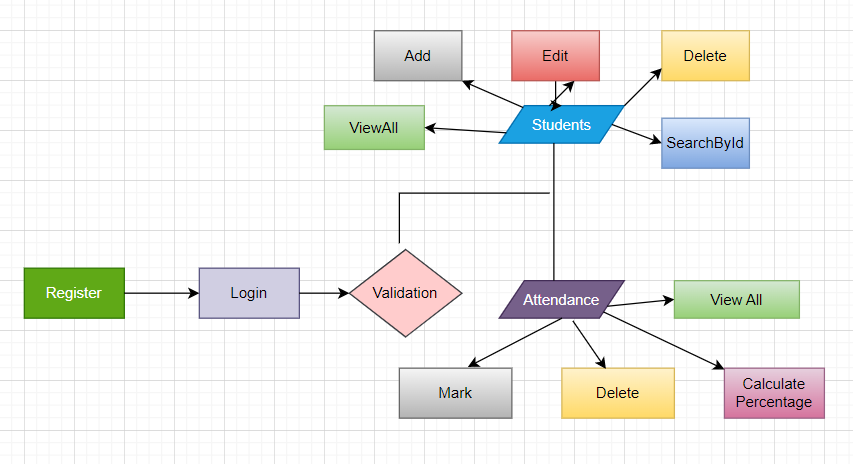 Add
Edit
Delete
ViewAll
Students
SearchById
Register
Login
Validation
Attendance
View All
Mark
Delete
Calculate
Percentage